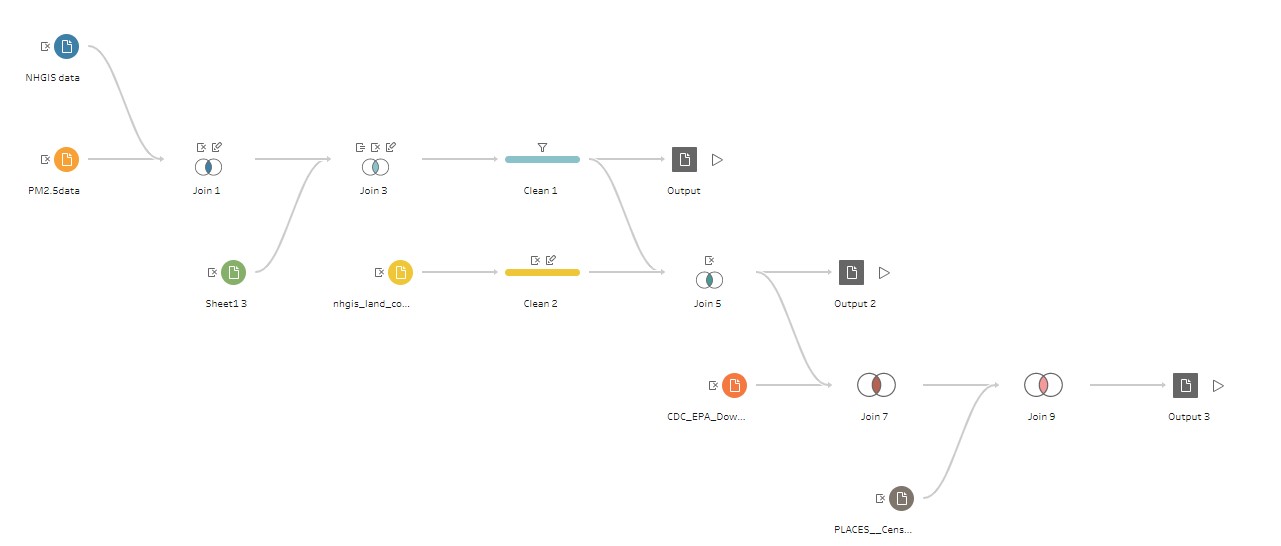 NHGIS data
PM2.5data
Join 1
Join 3
Clean 1
Output
Sheet1 3
nhgis_land_co...
Clean 2
Join 5
Output 2
CDC_EPA_Dow...
Join 7
Join 9
Output 3
PLACES__Cens...